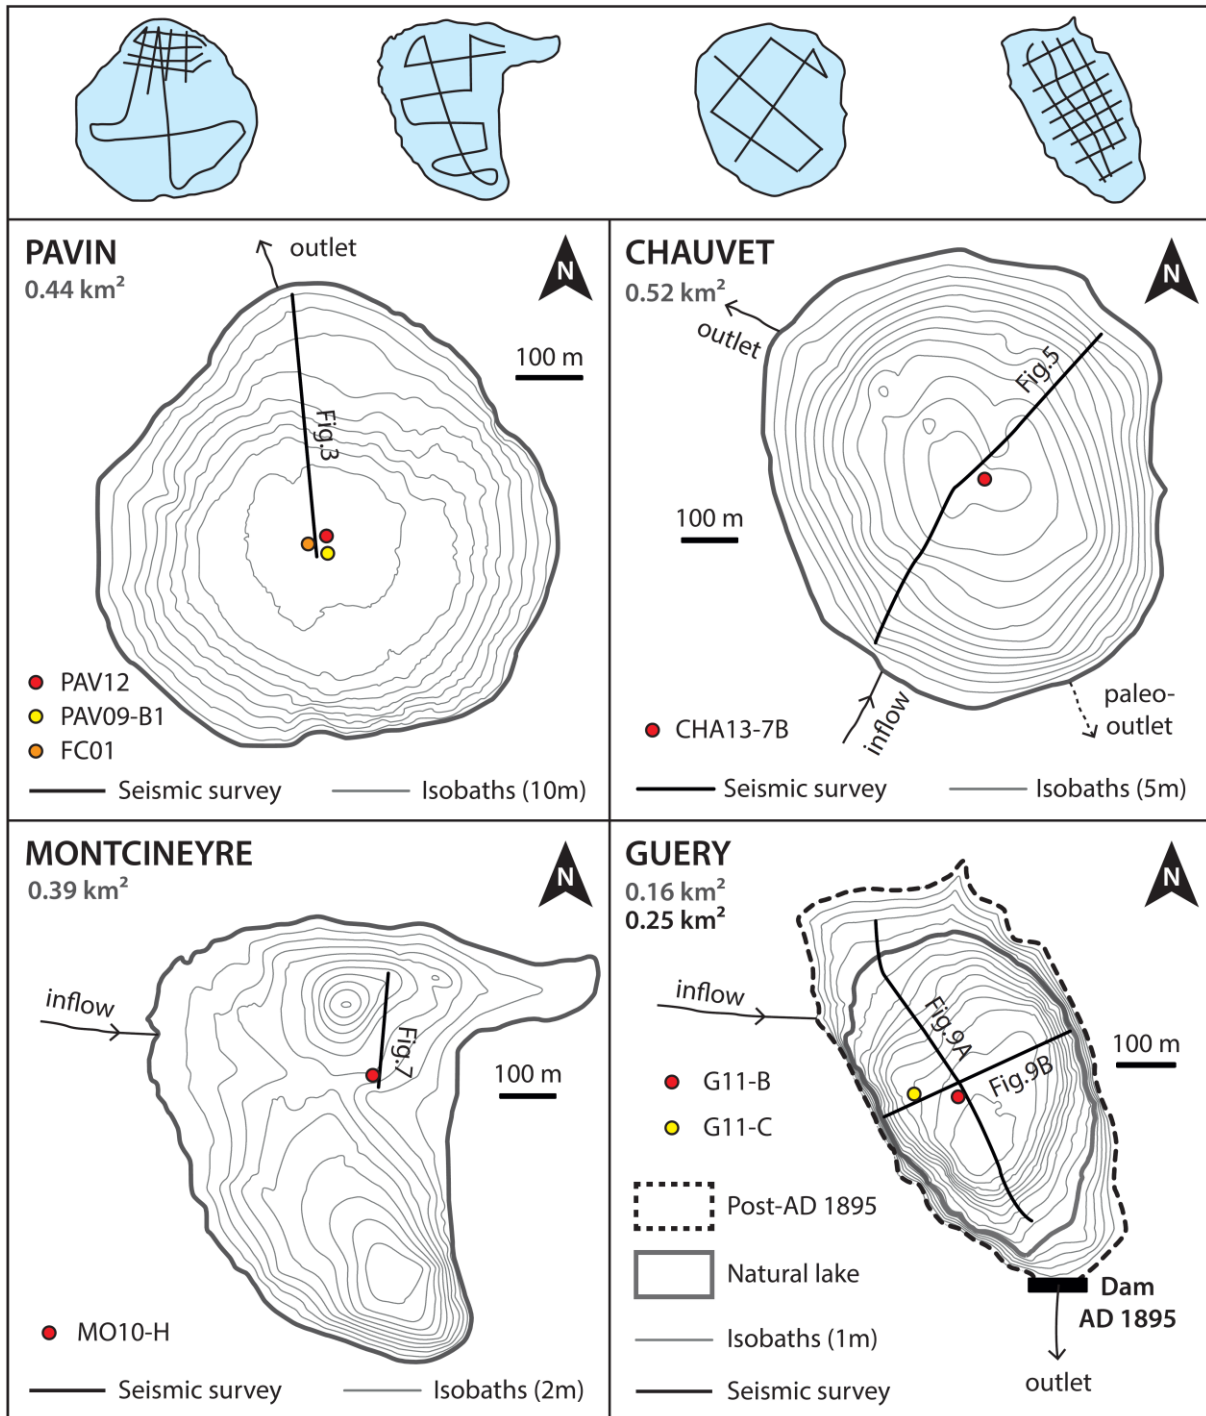 PAVIN
0.44 km²
outlet
N
100 m
Fig.3
PAV12
PAV09-B1
FC01
Seismic survey
Isobaths (10m)
CHAUVET
0.52 km²
outlet
N
Fig.5
100 m
CHA13-7B
inflow
paleo-
outlet
Seismic survey
Isobaths (5m)
MONTCINEYRE
0.39 km²
N
inflow
Fig.7
100 m
MO10-H
Seismic survey
Isobaths (2m)
GUERY
0.16 km²
0.25 km²
N
inflow
Fig.9A
Fig.9B
100 m
G11-B
G11-C
Post-AD 1895
Natural lake
Isobaths (1m)
Seismic survey
Dam
AD 1895
outlet